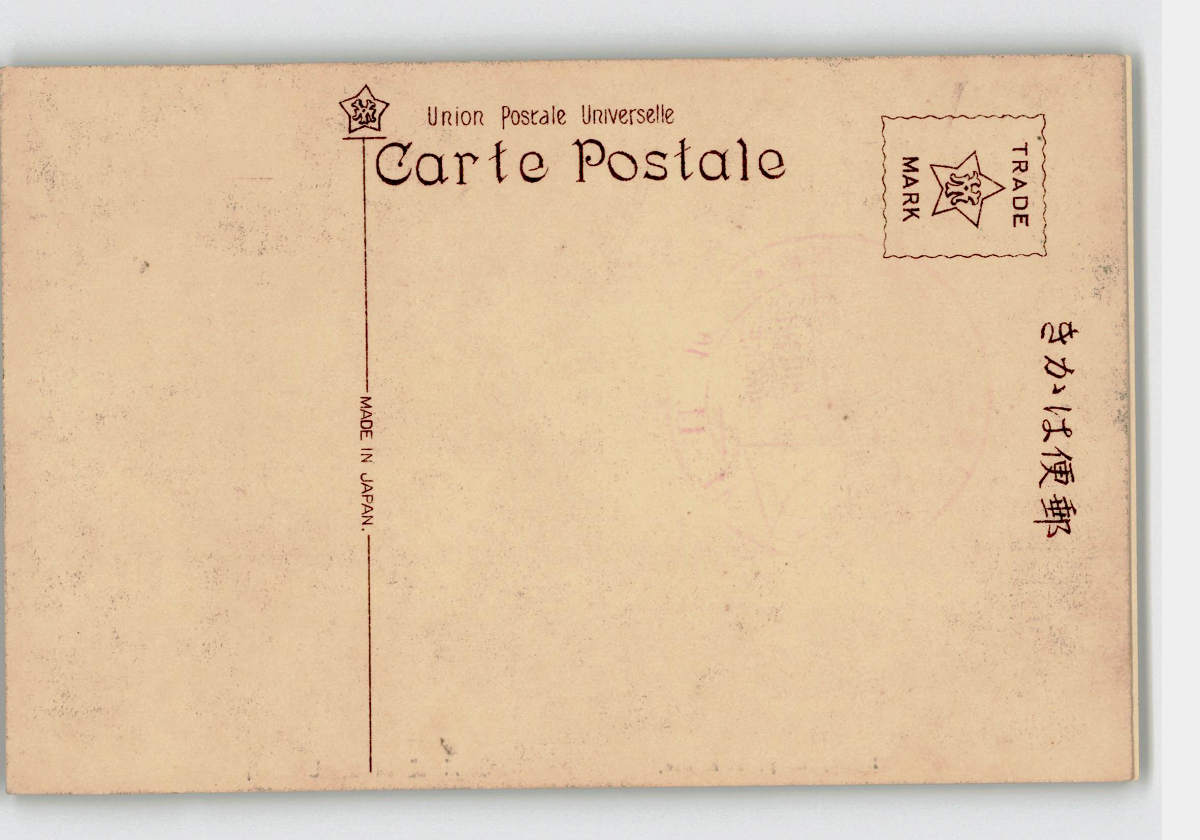 Union Postale Universelle
Carte Postale
TRADE
MARK
郵便はかき
MADE IN JAPAN.